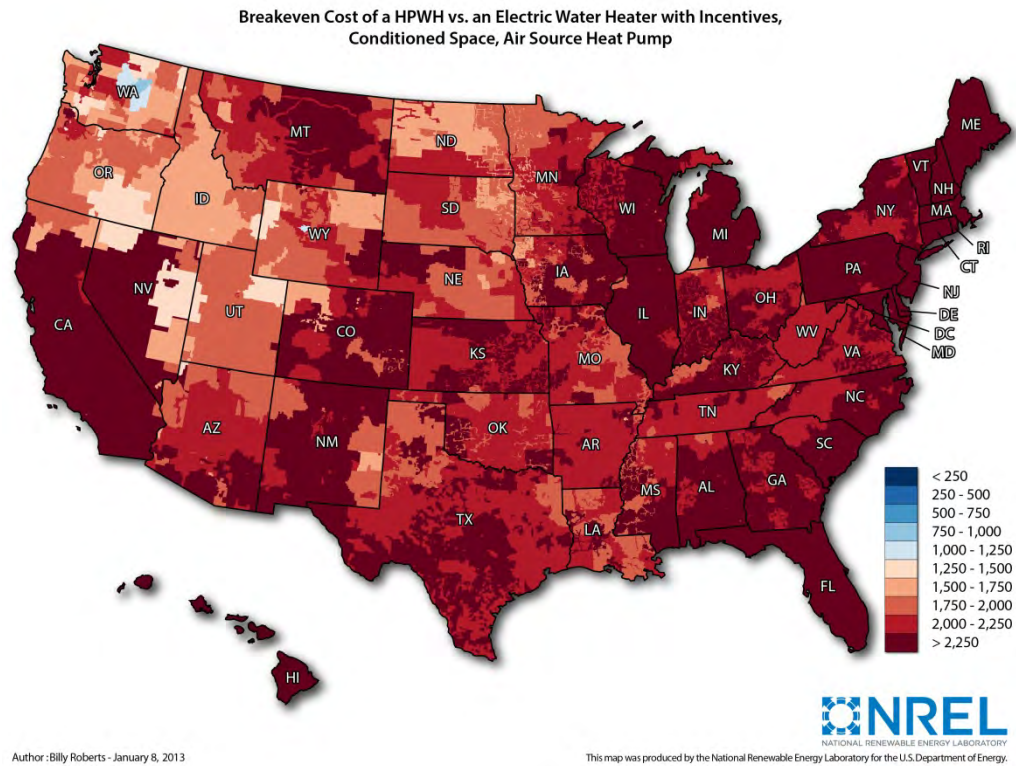 Breakeven Cost of a HPWH vs. an Electric Water Heater with Incentives,
Conditioned Space, Air Source Heat Pump
WA
MT
ND
MN
ME
VT
NH
OR
ID
SD
WI
NY
MA
WY
MI
RI
CT
NE
IA
PA
NJ
NV
UT
CO
IL
IN
OH
DE
DC
MD
CA
KS
MO
WV
VA
KY
NC
AZ
NM
OK
AR
TN
SC
TX
LA
MS
AL
GA
FL
HI
< 250
250 - 500
500 - 750
750 - 1,000
1,000 - 1,250
1,250 - 1,500
1,500 - 1,750
1,750 - 2,000
2,000 - 2,250
> 2,250
NREL
NATIONAL RENEWABLE ENERGY LABORATORY
Author : Billy Roberts - January 8, 2013
This map was produced by the National Renewable Energy Laboratory for the U.S. Department of Energy.